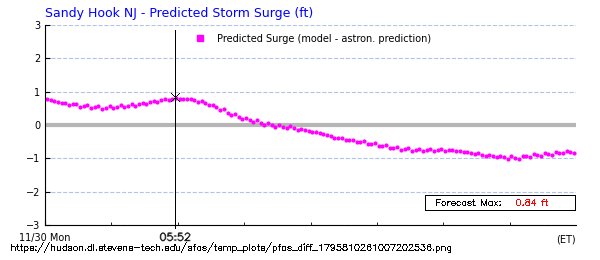 Sandy Hook NJ - Predicted Storm Surge (ft)
3
Predicted Surge (model - astron. prediction)
2
1
0
−1
−2
Forecast Max: 0.84 ft
−3
11/30 Mon 05:52 (ET)
https://hudson.dl.stevens-tech.edu/sfas/temp_plots/pfas_diff_1795810261007202536.png